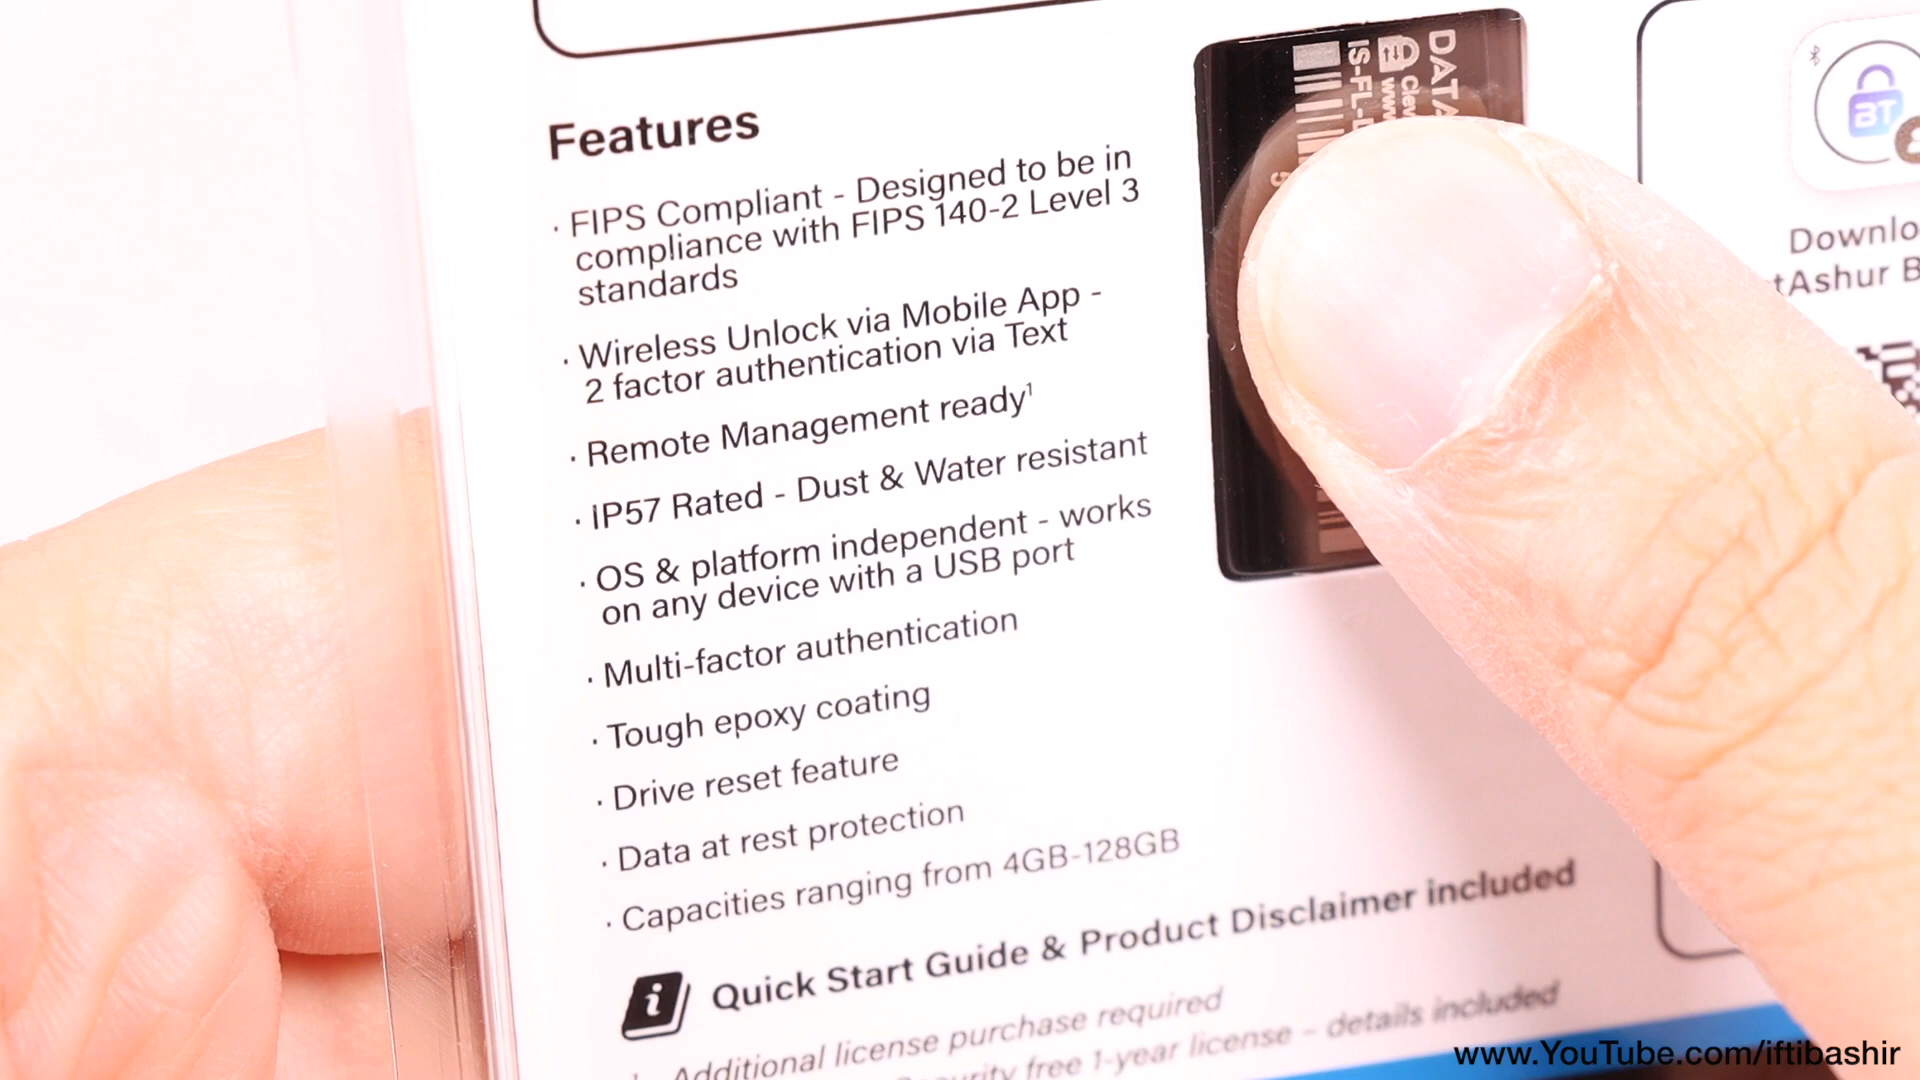 Features
· FIPS Compliant - Designed to be in
compliance with FIPS 140-2 Level 3
standards
· Wireless Unlock via Mobile App -
2 factor authentication via Text
· Remote Management ready¹
· IP57 Rated - Dust & Water resistant
· OS & platform independent - works
on any device with a USB port
· Multi-factor authentication
· Tough epoxy coating
· Drive reset feature
· Data at rest protection
· Capacities ranging from 4GB-128GB
i Quick Start Guide & Product Disclaimer included
Additional license purchase required
free 1-year license - details included
DATA
IS-FL-
BT
www.YouTube.com/iftibashir